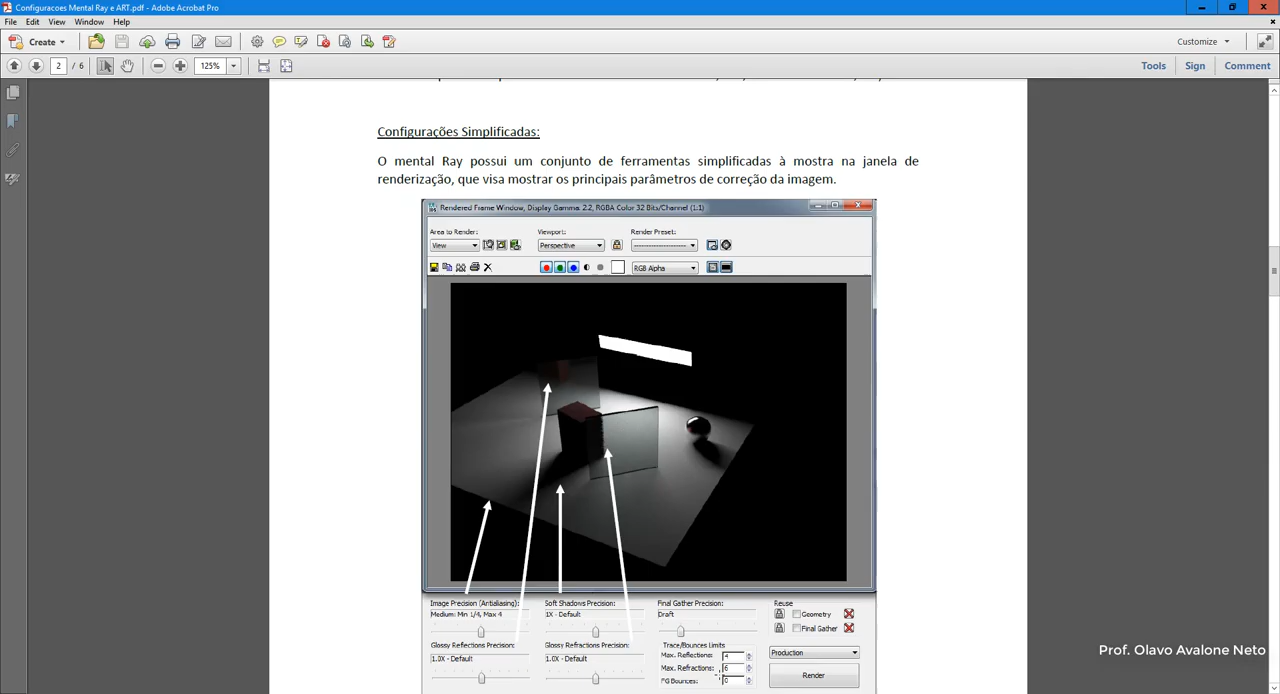 Configuracoes Mental Ray e ART.pdf - Adobe Acrobat Pro
File Edit View Window Help
Create
Customize
2 / 6
125%
Tools Sign Comment
Configurações Simplificadas:
O mental Ray possui um conjunto de ferramentas simplificadas à mostra na janela de
renderização, que visa mostrar os principais parâmetros de correção da imagem.
Rendered Frame Window, Display Gamma: 2.2, RGBA Color 32 Bits/Channel (1:1)
Area to Render: Viewport: Render Preset:
View Perspective
RGB Alpha
Image Precision (Antialiasing): Soft Shadows Precision: Final Gather Precision: Reuse
Medium: Min 1/4, Max 4 1X - Default Draft Geometry
Final Gather
Glossy Reflections Precision: Glossy Refractions Precision: Trace/Bounces Limits
1.0X - Default 1.0X - Default Max. Reflections: 4 Production
Max. Refractions: 6
FG Bounces: 0 Render
Prof. Olavo Avalone Neto